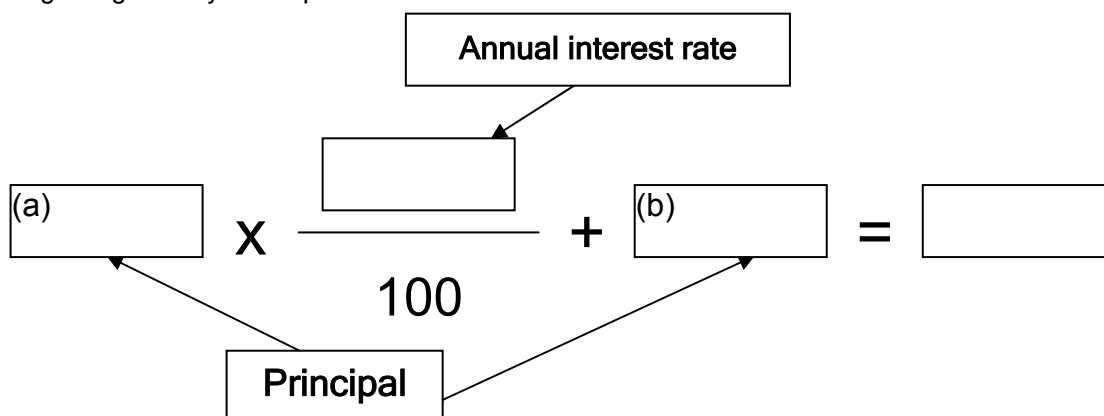 Annual interest rate
(a)
x
+
(b)
=
100
Principal